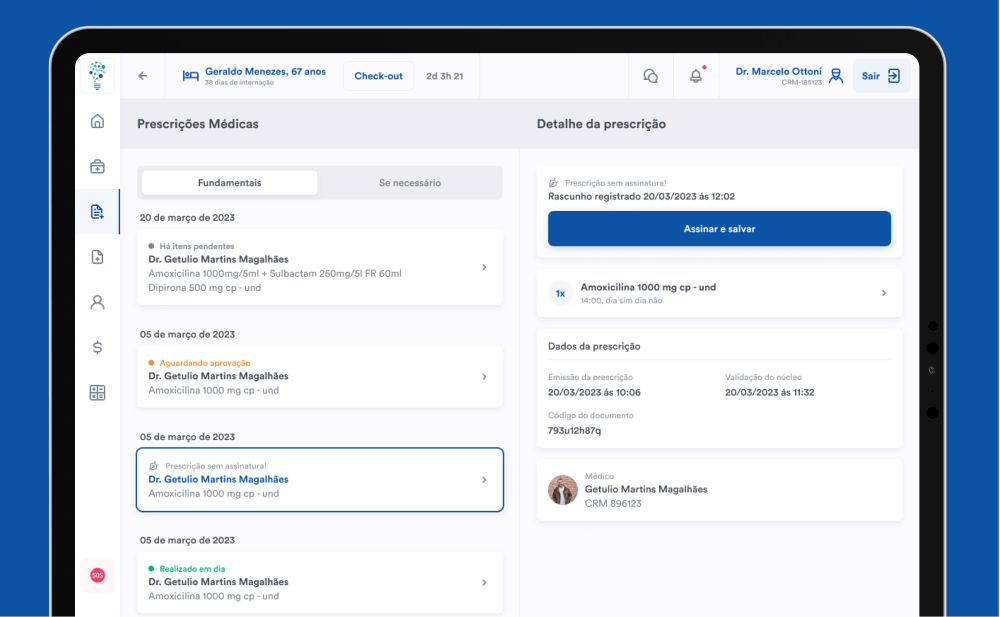 Geraldo Menezes, 67 anos
38 dias de internação
Check-out
2d 3h 21
Dr. Marcelo Ottoni
CRM-185123
Sair
Prescrições Médicas
Detalhe da prescrição
Fundamentais
Se necessário
20 de março de 2023
Há itens pendentes
Dr. Getulio Martins Magalhães
Amoxicilina 1000mg/5ml + Sulbactam 250mg/5l FR 60ml
Dipirona 500 mg cp - und
05 de março de 2023
Aguardando aprovação
Dr. Getulio Martins Magalhães
Amoxicilina 1000 mg cp - und
05 de março de 2023
Prescrição sem assinatura!
Dr. Getulio Martins Magalhães
Amoxicilina 1000 mg cp - und
05 de março de 2023
Realizado em dia
Dr. Getulio Martins Magalhães
Amoxicilina 1000 mg cp - und
SOS
Prescrição sem assinatura!
Rascunho registrado 20/03/2023 ás 12:02
Assinar e salvar
1x
Amoxicilina 1000 mg cp - und
14:00, dia sim dia não
Dados da prescrição
Emissão da prescrição
Validação do núcleo
20/03/2023 ás 10:06
20/03/2023 ás 11:32
Código do documento
793u12h87q
Médico
Getulio Martins Magalhães
CRM 896123